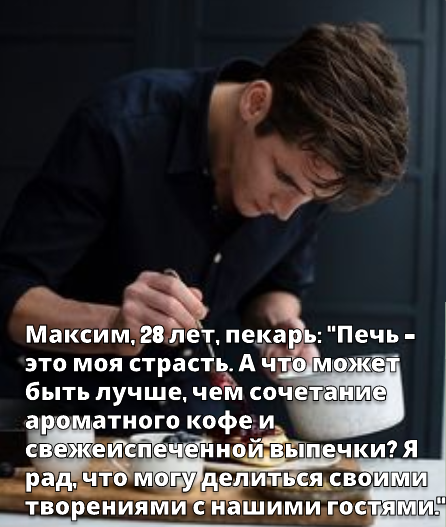 Максим, 28 лет, пекарь: "Печь -
это моя страсть. А что может
быть лучше, чем сочетание
ароматного кофе и
свежеиспеченной выпечки? Я
рад, что могу делиться своими
творениями с нашими гостями."